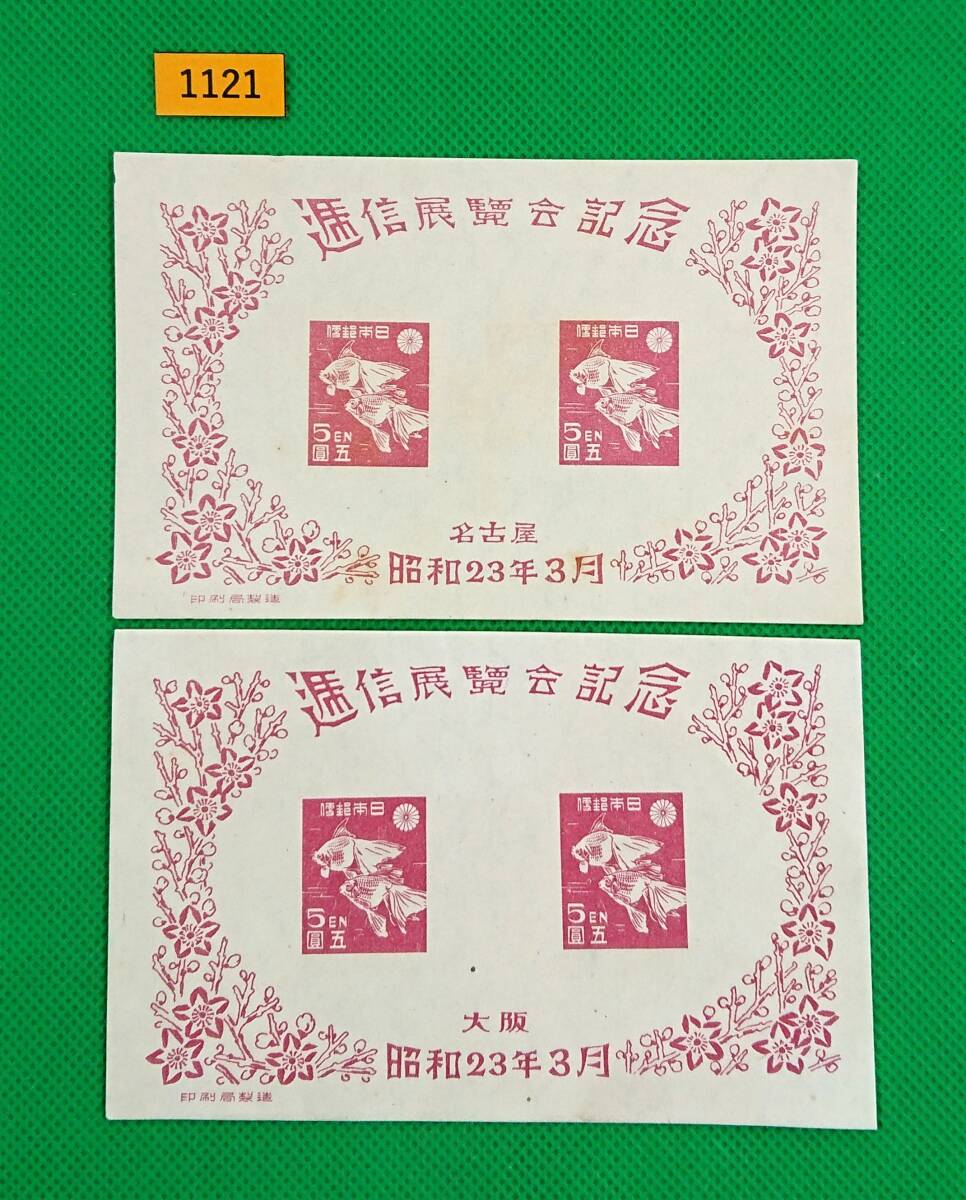 1121
逓信展覽会記念
便郵本日
5EN
圓五
便郵本日
5EN
圓五
名古屋
昭和23年3月
印刷局製造
逓信展覽会記念
便郵本日
5EN
圓五
便郵本日
5EN
圓五
大阪
昭和23年3月
印刷局製造